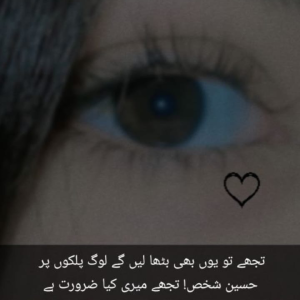 تجھے تو یوں بھی بٹھا لیں گے لوگ پلکوں پر
حسین شخص! تجھے میری کیا ضرورت ہے